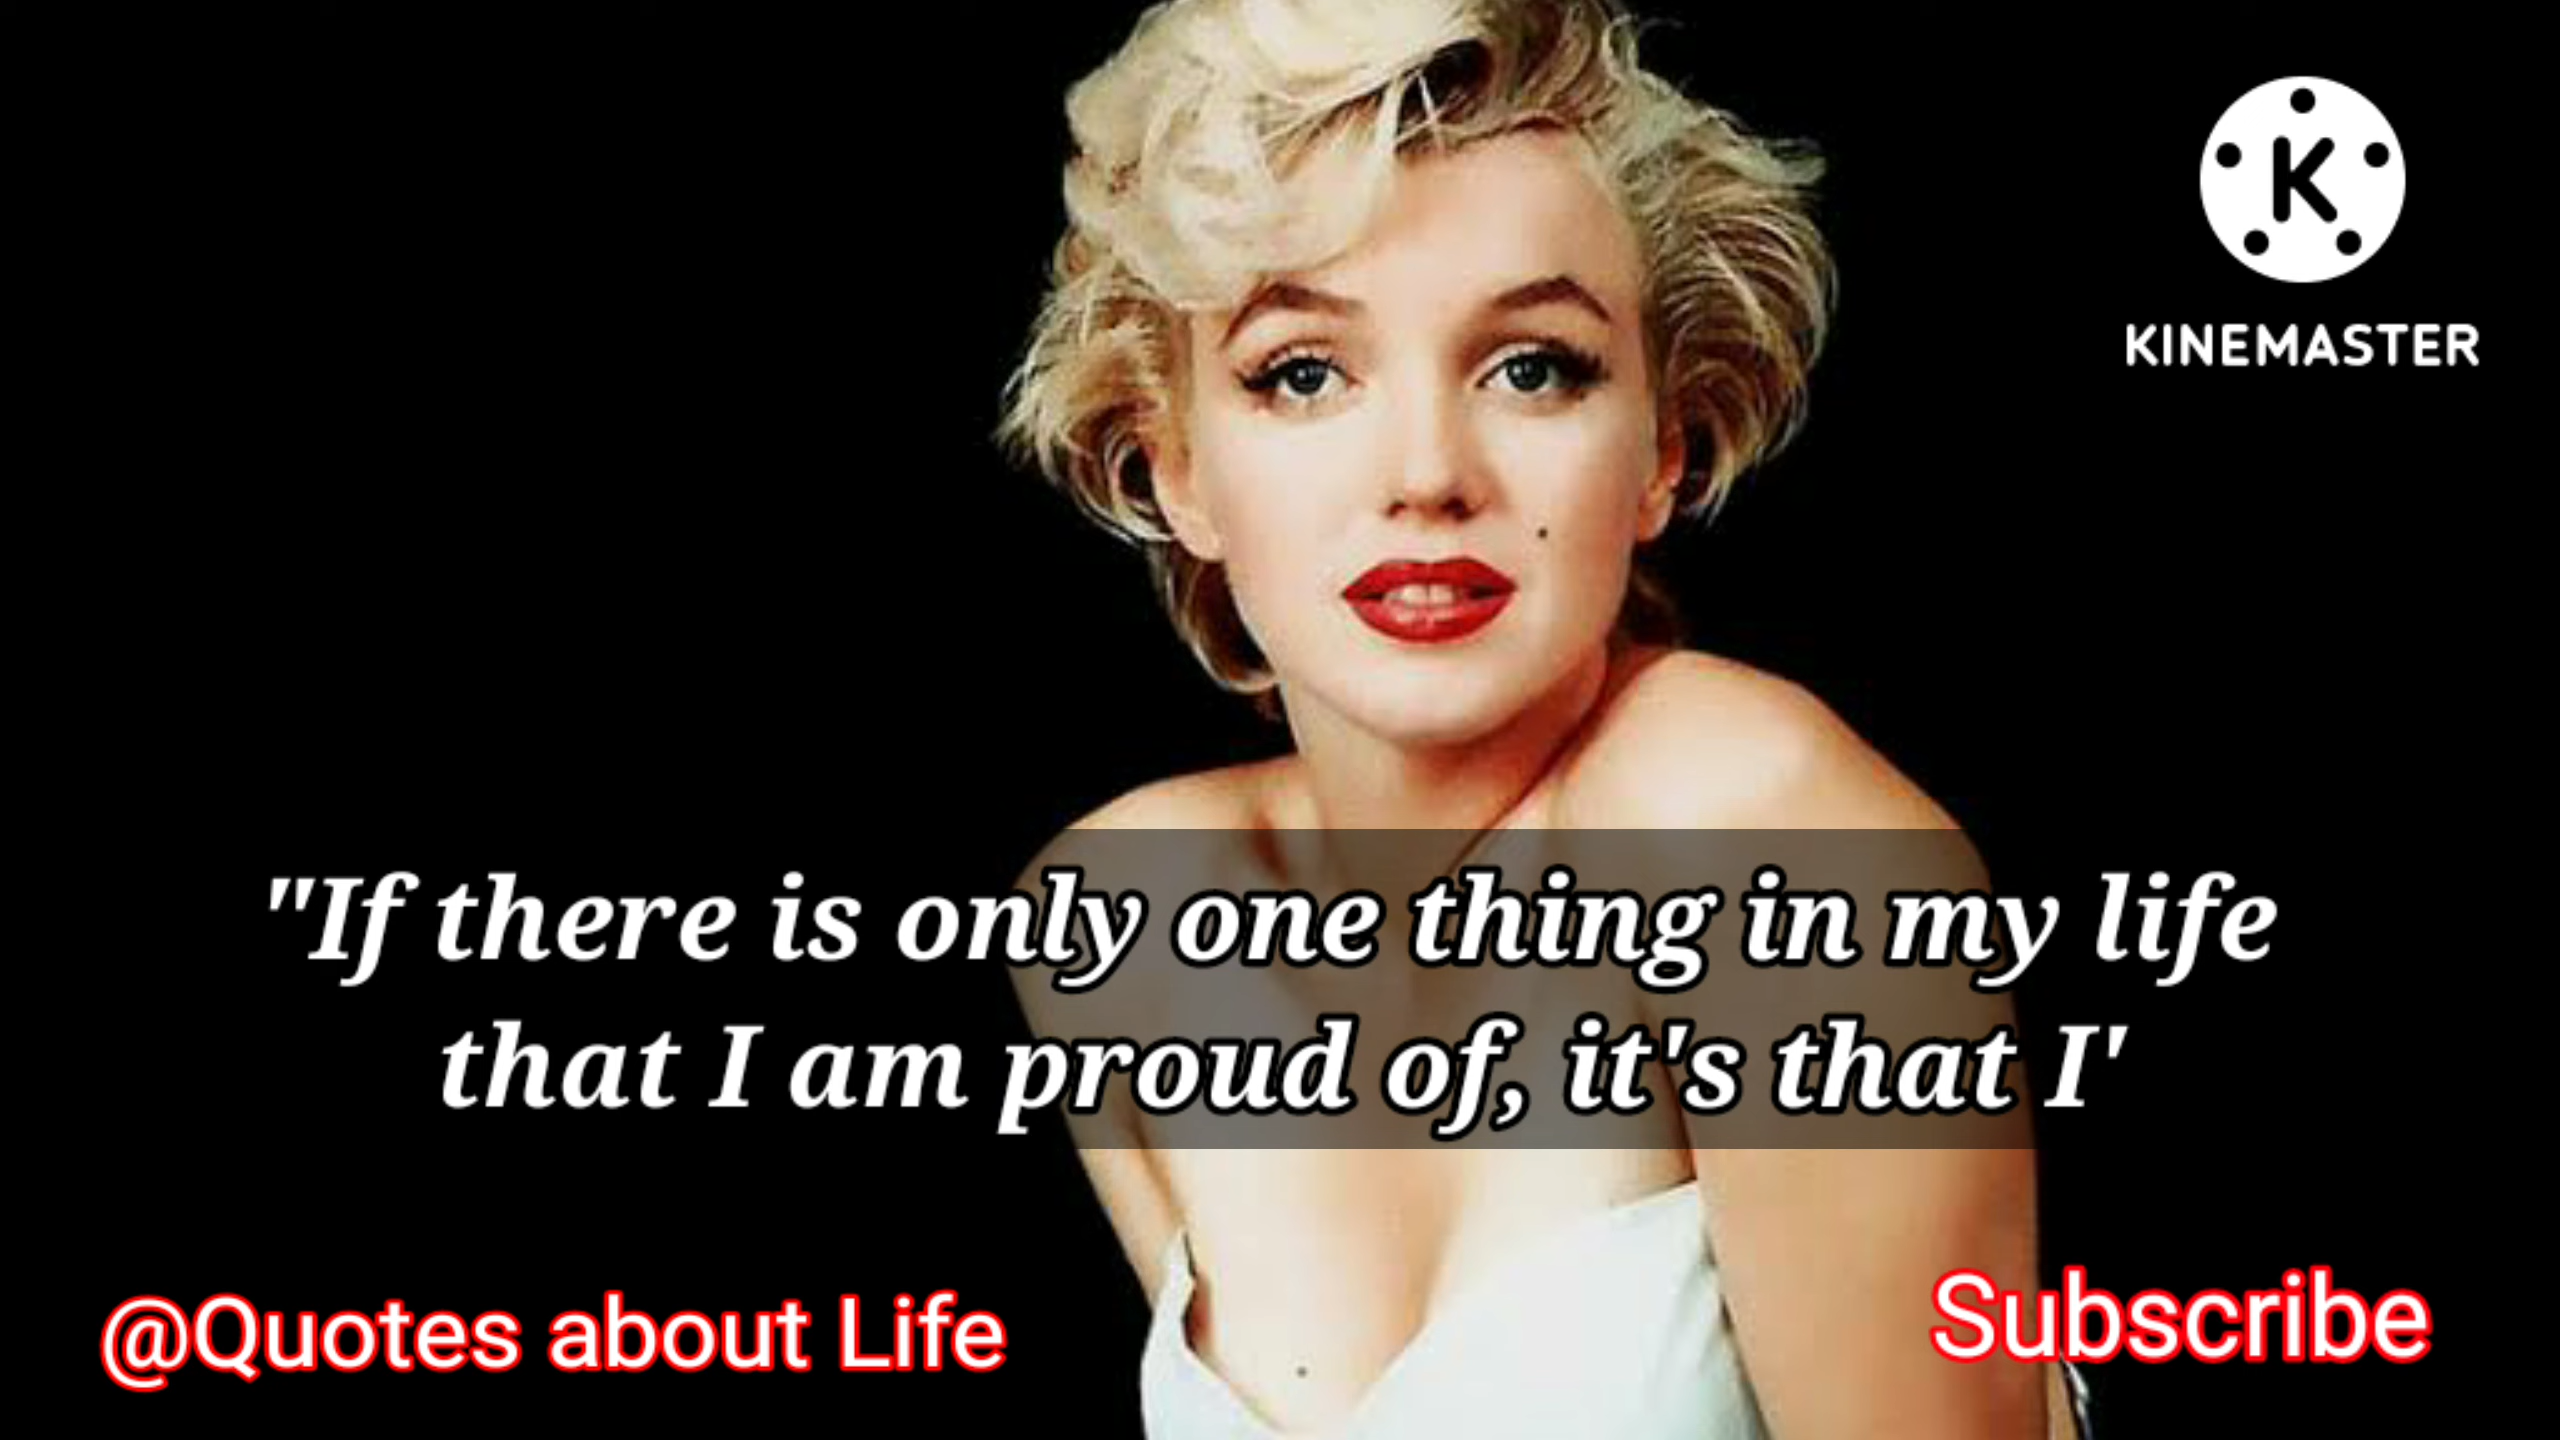 K
KINEMASTER
"If there is only one thing in my life
that I am proud of, it's that I'
@Quotes about Life
Subscribe